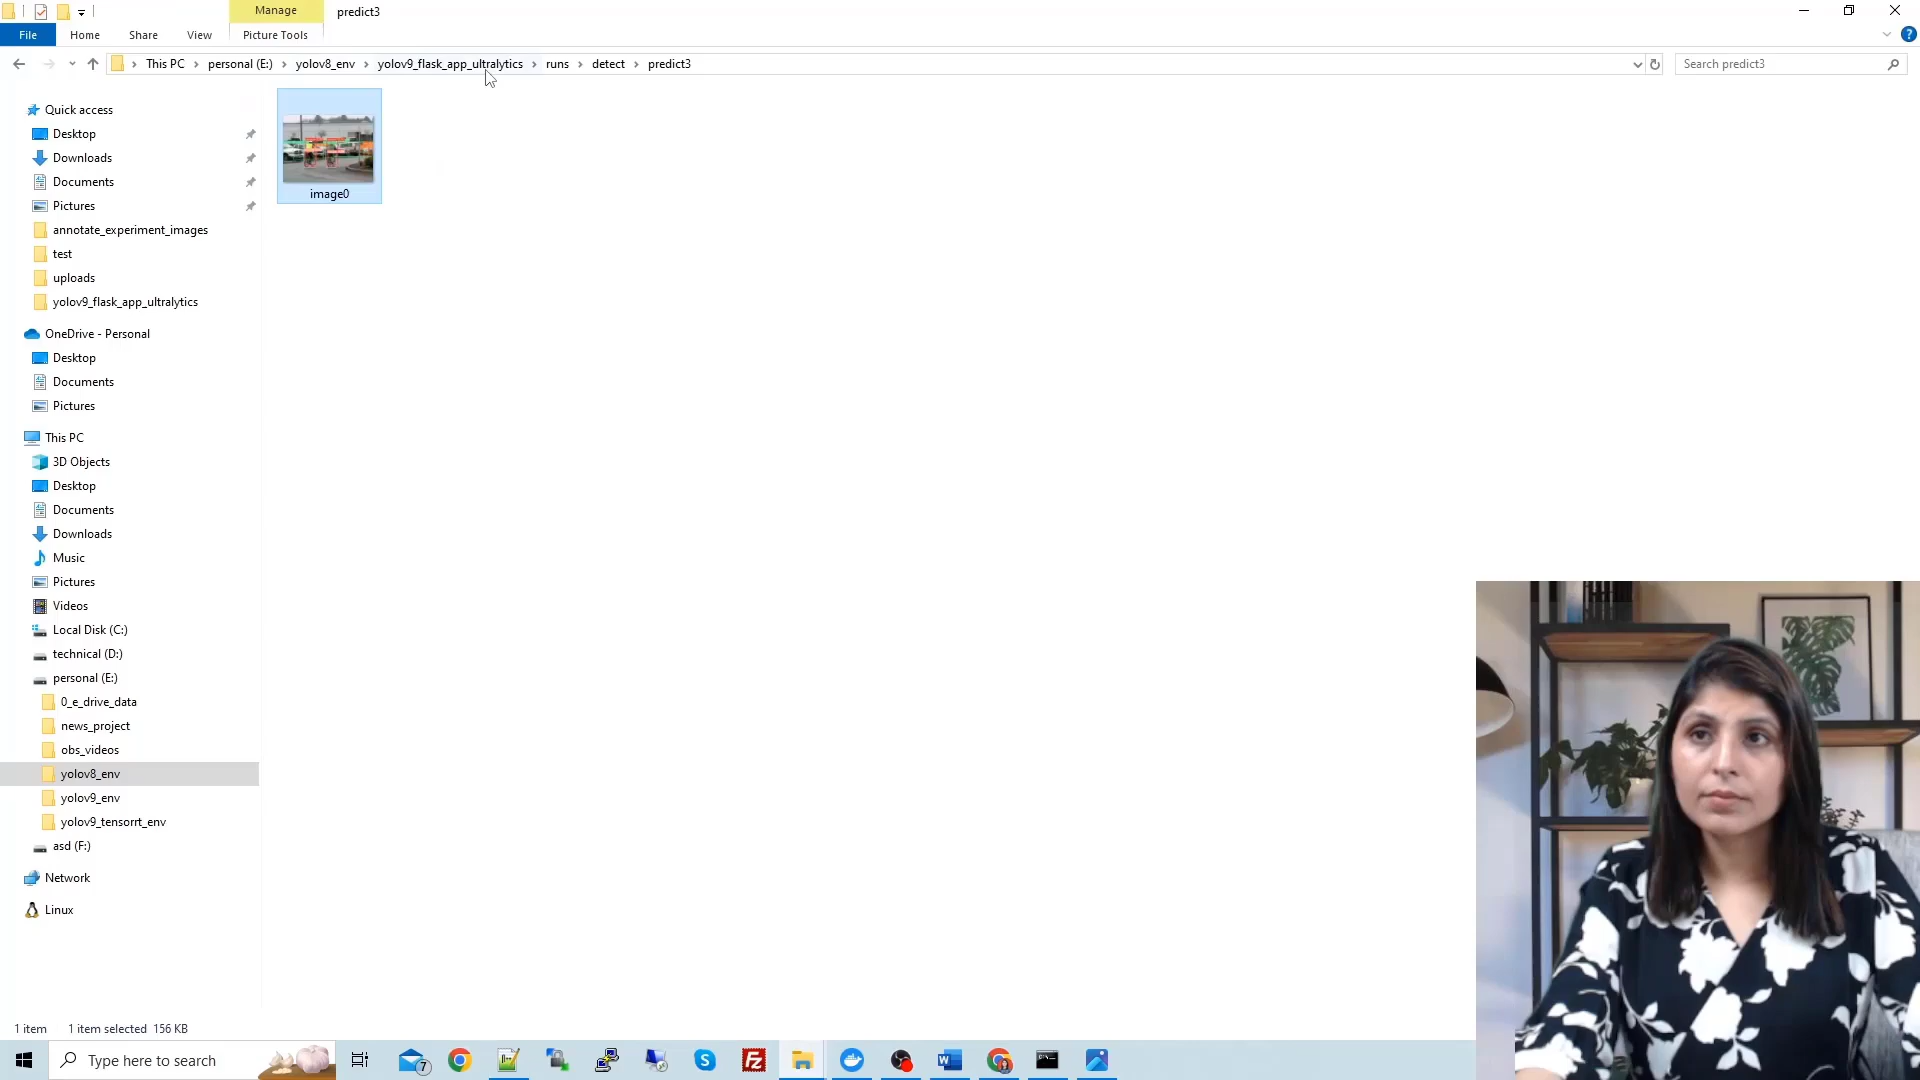 Manage
predict3
File
Home
Share
View
Picture Tools
This PC
personal (E:)
yolov8_env
yolov9_flask_app_ultralytics
runs
detect
predict3
Search predict3
Quick access
Desktop
Downloads
Documents
Pictures
annotate_experiment_images
test
uploads
yolov9_flask_app_ultralytics
OneDrive - Personal
Desktop
Documents
Pictures
This PC
3D Objects
Desktop
Documents
Downloads
Music
Pictures
Videos
Local Disk (C:)
technical (D:)
personal (E:)
0_e_drive_data
news_project
obs_videos
yolov8_env
yolov9_env
yolov9_tensorrt_env
asd (F:)
Network
Linux
image0
1 item
1 item selected 156 KB
Type here to search
7